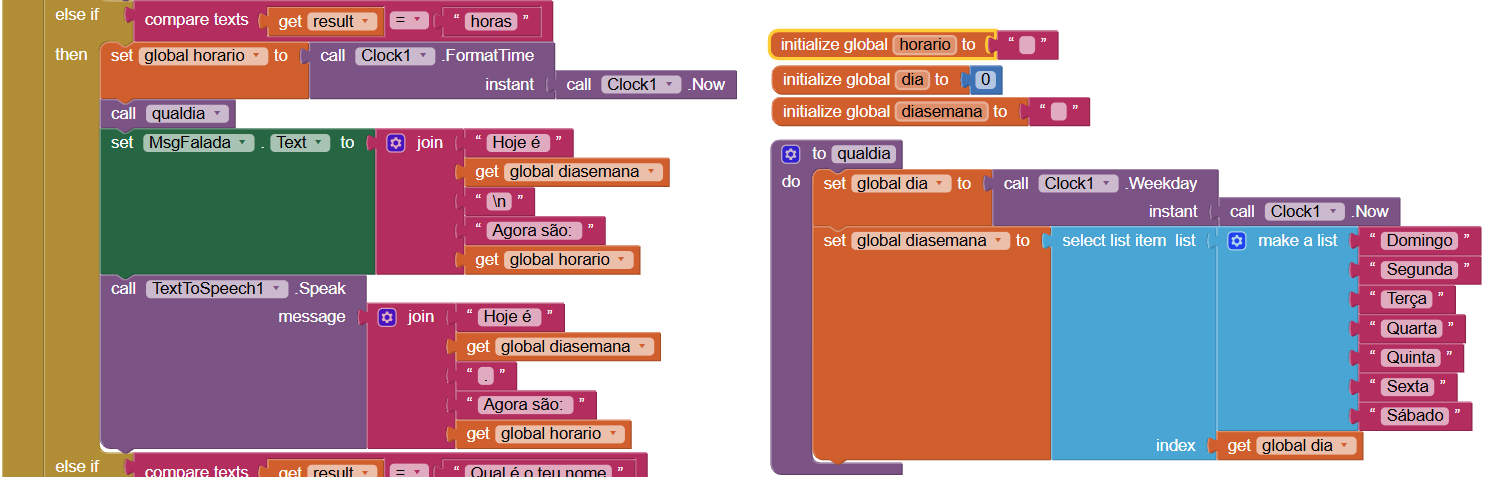 else if compare texts get result = " horas "
then set global horario to call Clock1 .FormatTime
instant call Clock1 .Now
call qualdia
set MsgFalada . Text to join " Hoje é "
get global diasemana
" \n "
" Agora são: "
get global horario
call TextToSpeech1 .Speak
message join " Hoje é "
get global diasemana
" . "
" Agora são: "
get global horario
else if compare texts get result = " Qual é o teu nome "
initialize global horario to " "
initialize global dia to 0
initialize global diasemana to " "
to qualdia
do set global dia to call Clock1 .Weekday
instant call Clock1 .Now
set global diasemana to select list item list make a list " Domingo "
" Segunda "
" Terça "
" Quarta "
" Quinta "
" Sexta "
" Sábado "
index get global dia